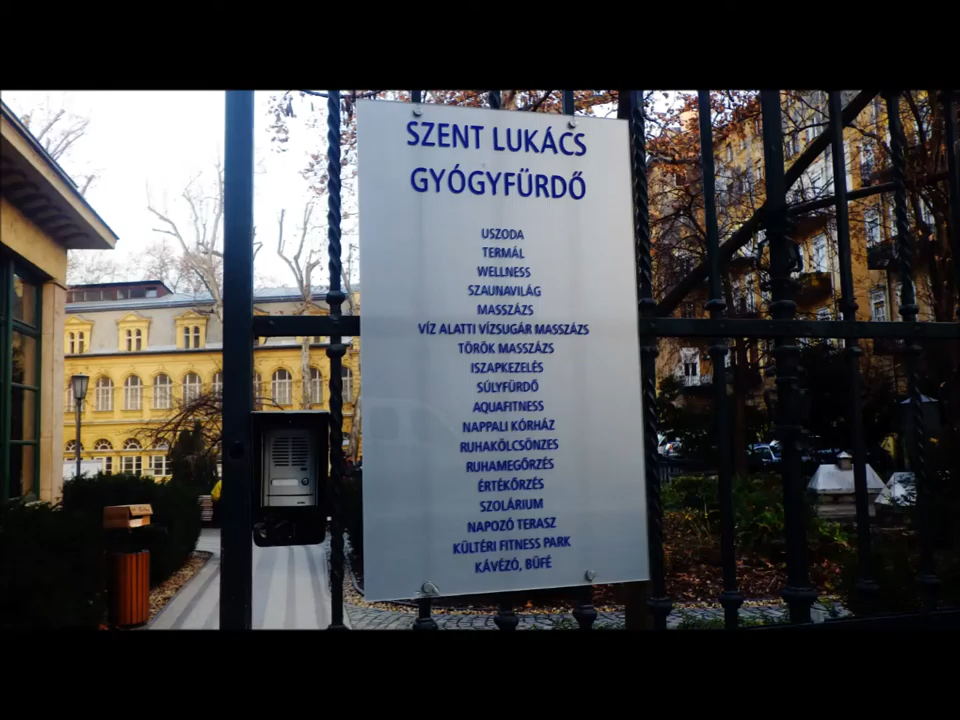 SZENT LUKÁCS
GYÓGYFÜRDŐ
USZODA
TERMÁL
WELLNESS
SZAUNAVILÁG
MASSZÁZS
VÍZ ALATTI VÍZSUGÁR MASSZÁZS
TÖRÖK MASSZÁZS
ISZAPKEZELÉS
SÚLYFÜRDŐ
AQUAFITNESS
NAPPALI KÓRHÁZ
RUHAKÖLCSÖNZÉS
RUHAMEGŐRZÉS
ÉRTÉKŐRZÉS
SZOLÁRIUM
NAPOZÓ TERASZ
KÜLTÉRI FITNESS PARK
KÁVÉZÓ, BÜFÉ